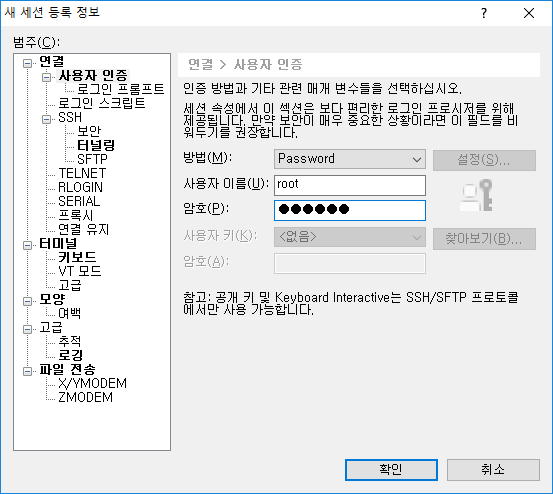 새 세션 등록 정보
?
범주(C):
연결
사용자 인증
로그인 프롬프트
로그인 스크립트
SSH
보안
터널링
SFTP
TELNET
RLOGIN
SERIAL
프록시
연결 유지
터미널
키보드
VT 모드
고급
모양
여백
고급
추적
로깅
파일 전송
X/YMODEM
ZMODEM
연결 > 사용자 인증
인증 방법과 기타 관련 매개 변수들을 선택하십시오.
세션 속성에서 이 섹션은 보다 편리한 로그인 프로시저를 위해
제공됩니다. 만약 보안이 매우 중요한 상황이라면 이 필드를 비
워두기를 권장합니다.
방법(M): Password 설정(S)...
사용자 이름(U): root
암호(P): ●●●●●●
사용자 키(K): <없음> 찾아보기(B)...
암호(A):
참고: 공개 키 및 Keyboard Interactive는 SSH/SFTP 프로토콜
에서만 사용 가능합니다.
확인 취소